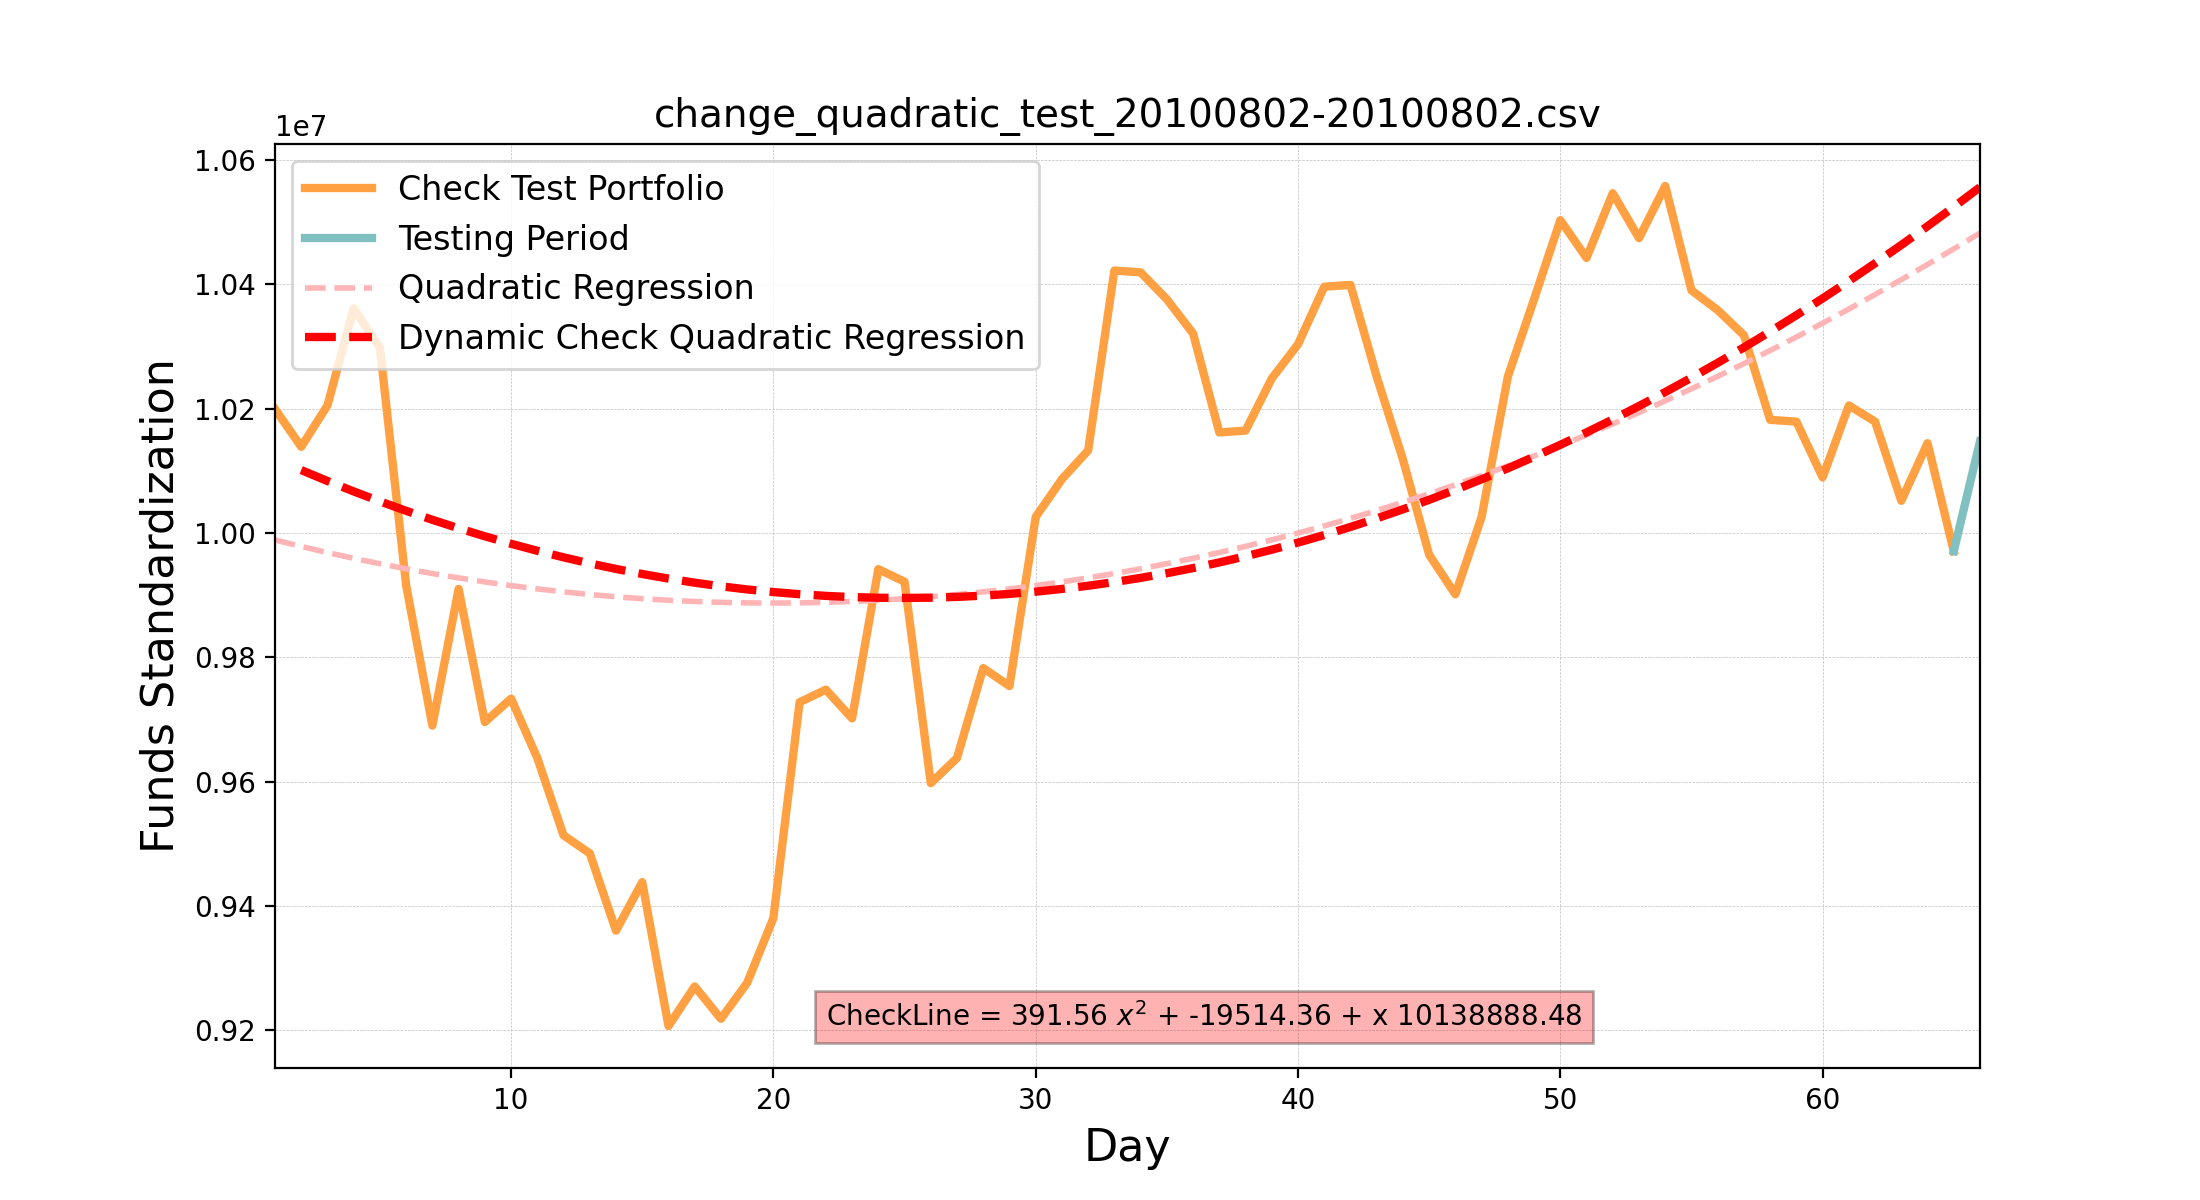 change_quadratic_test_20100802-20100802.csv
1e7
1.06
1.04
1.02
1.00
0.98
0.96
0.94
0.92
Funds Standardization
Check Test Portfolio
Testing Period
Quadratic Regression
Dynamic Check Quadratic Regression
CheckLine = 391.56 x² + -19514.36 + x 10138888.48
10 20 30 40 50 60
Day